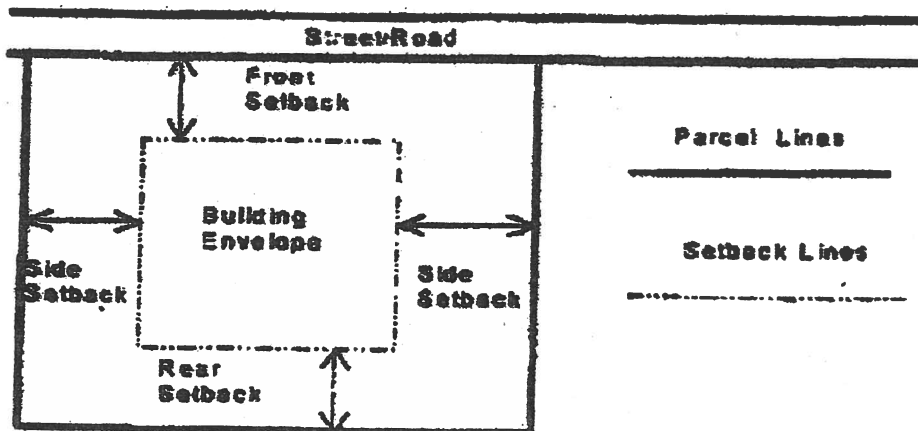 Street/Road
Front
Setback
Parcel Lines
Building
Envelope
Setback Lines
Side
Setback
Side
Setback
Rear
Setback